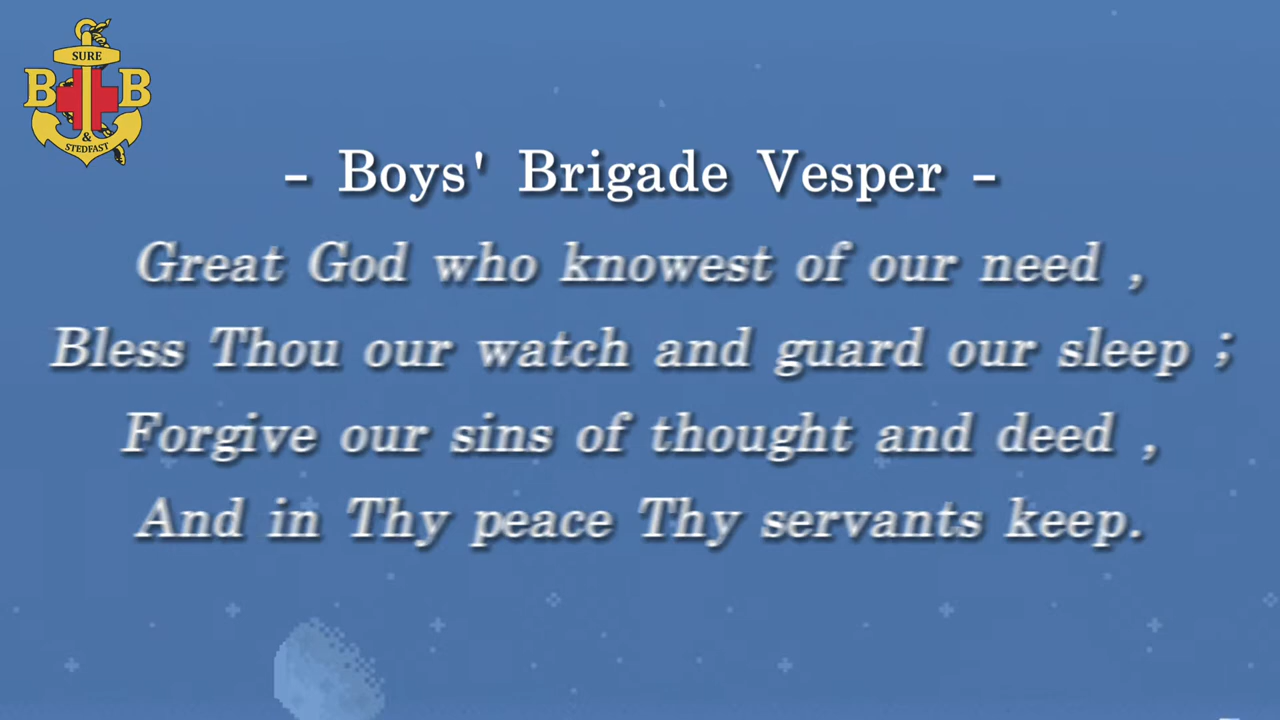 SURE
B B
&
STEDFAST
- Boys' Brigade Vesper -
Great God who knowest of our need ,
Bless Thou our watch and guard our sleep ;
Forgive our sins of thought and deed ,
And in Thy peace Thy servants keep.